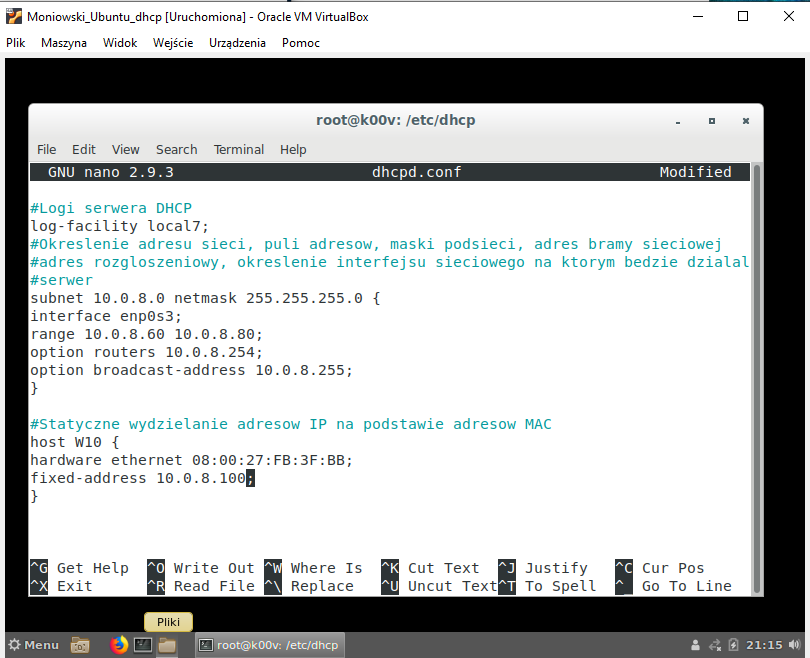 Moniowski_Ubuntu_dhcp [Uruchomiona] - Oracle VM VirtualBox
Plik Maszyna Widok Wejście Urządzenia Pomoc
root@k00v: /etc/dhcp
File Edit View Search Terminal Help
GNU nano 2.9.3 dhcpd.conf Modified
#Logi serwera DHCP
log-facility local7;
#Okreslenie adresu sieci, puli adresow, maski podsieci, adres bramy sieciowej
#adres rozgloszeniowy, okreslenie interfejsu sieciowego na ktorym bedzie dzialal
#serwer
subnet 10.0.8.0 netmask 255.255.255.0 {
interface enp0s3;
range 10.0.8.60 10.0.8.80;
option routers 10.0.8.254;
option broadcast-address 10.0.8.255;
}
#Statyczne wydzielanie adresow IP na podstawie adresow MAC
host W10 {
hardware ethernet 08:00:27:FB:3F:BB;
fixed-address 10.0.8.100;
}
^G Get Help ^O Write Out ^W Where Is ^K Cut Text ^J Justify ^C Cur Pos
^X Exit ^R Read File ^\ Replace ^U Uncut Text ^T To Spell ^_ Go To Line
Pliki
Menu root@k00v: /etc/dhcp 21:15